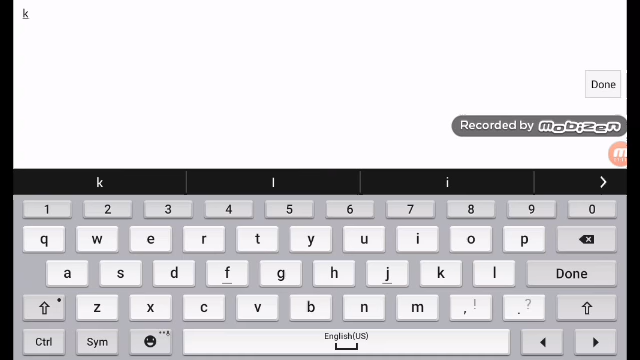 k
Done
Recorded by mobizen
k I i
1 2 3 4 5 6 7 8 9 0
q w e r t y u i o p
a s d f g h j k l Done
z x c v b n m , ! . ?
Ctrl Sym English(US)